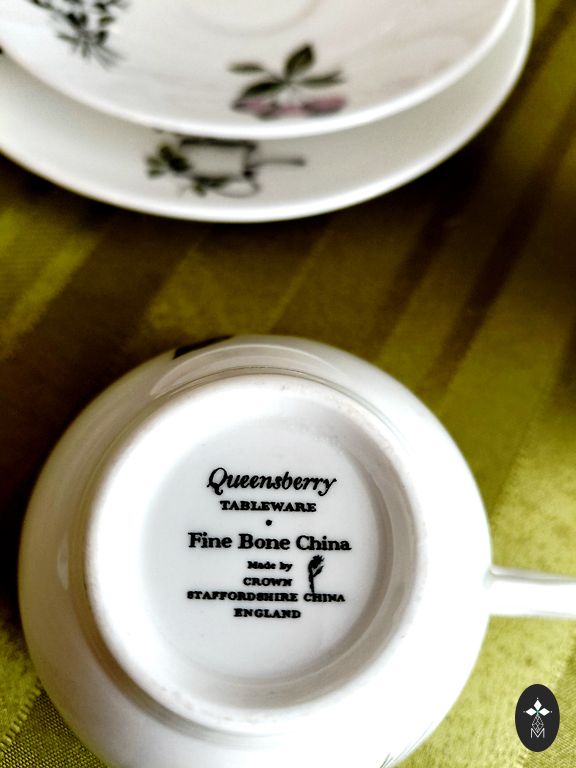 Queensberry
TABLEWARE
Fine Bone China
Made by
CROWN
STAFFORDSHIRE CHINA
ENGLAND
M